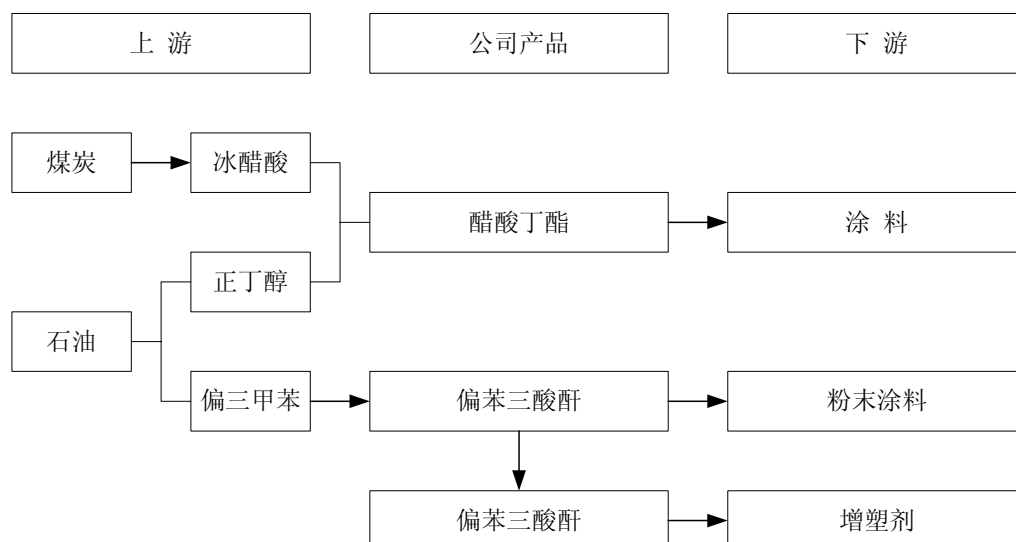 上 游
公司产品
下 游
煤炭
冰醋酸
醋酸丁酯
涂 料
正丁醇
石油
偏三甲苯
偏苯三酸酐
粉末涂料
偏苯三酸酐
增塑剂